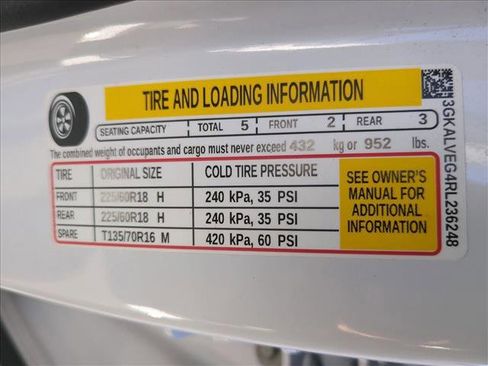 TIRE AND LOADING INFORMATION
SEATING CAPACITY TOTAL 5 FRONT 2 REAR 3
The combined weight of occupants and cargo must never exceed 432 kg or 952 lbs.
TIRE ORIGINAL SIZE COLD TIRE PRESSURE
FRONT 225/60R18 H 240 kPa, 35 PSI
REAR 225/60R18 H 240 kPa, 35 PSI
SPARE T135/70R16 M 420 kPa, 60 PSI
SEE OWNER'S
MANUAL FOR
ADDITIONAL
INFORMATION
3GKALVEG4RL236248